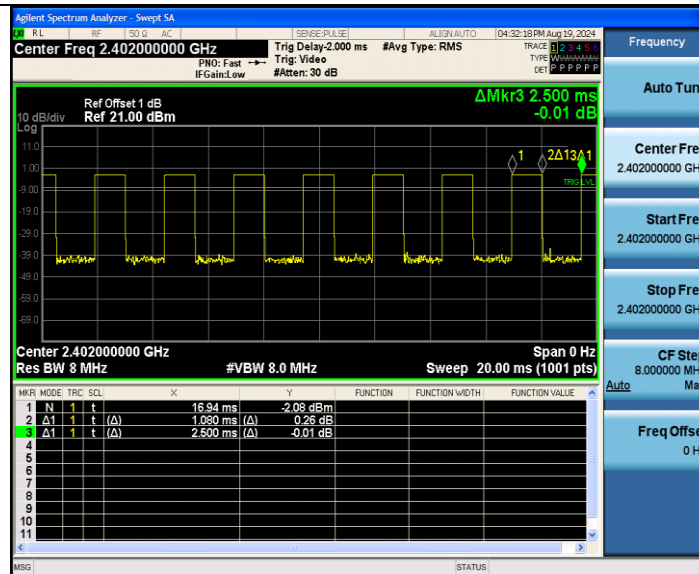 Agilent Spectrum Analyzer - Swept SA
RL RF 50 Ω AC SENSE:PULSE ALIGN AUTO 04:32:18 PM Aug 19, 2024
Center Freq 2.402000000 GHz
PNO: Fast
IFGain:Low
Trig Delay-2.000 ms
Trig: Video
#Atten: 30 dB
#Avg Type: RMS
TRACE 1 2 3 4 5 6
TYPE W
DET P P P P P P
Frequency
Auto Tun
Center Fre
2.402000000 GH
Start Fre
2.402000000 GH
Stop Fre
2.402000000 GH
CF Ste
8.000000 MH
Auto Ma
Freq Offse
0 H
Ref Offset 1 dB
10 dB/div Ref 21.00 dBm
Log
ΔMkr3 2.500 ms
-0.01 dB
11.0
1.00
-9.00
-19.0
-29.0
-39.0
-49.0
-59.0
-69.0
1 2Δ1 3Δ1
TRIG LVL
Center 2.402000000 GHz Span 0 Hz
Res BW 8 MHz #VBW 8.0 MHz Sweep 20.00 ms (1001 pts)
MKR MODE TRC SCL X Y FUNCTION FUNCTION WIDTH FUNCTION VALUE
1 N 1 t 16.94 ms -2.08 dBm
2 Δ1 1 t (Δ) 1.080 ms (Δ) 0.26 dB
3 Δ1 1 t (Δ) 2.500 ms (Δ) -0.01 dB
4
5
6
7
8
9
10
11
MSG STATUS